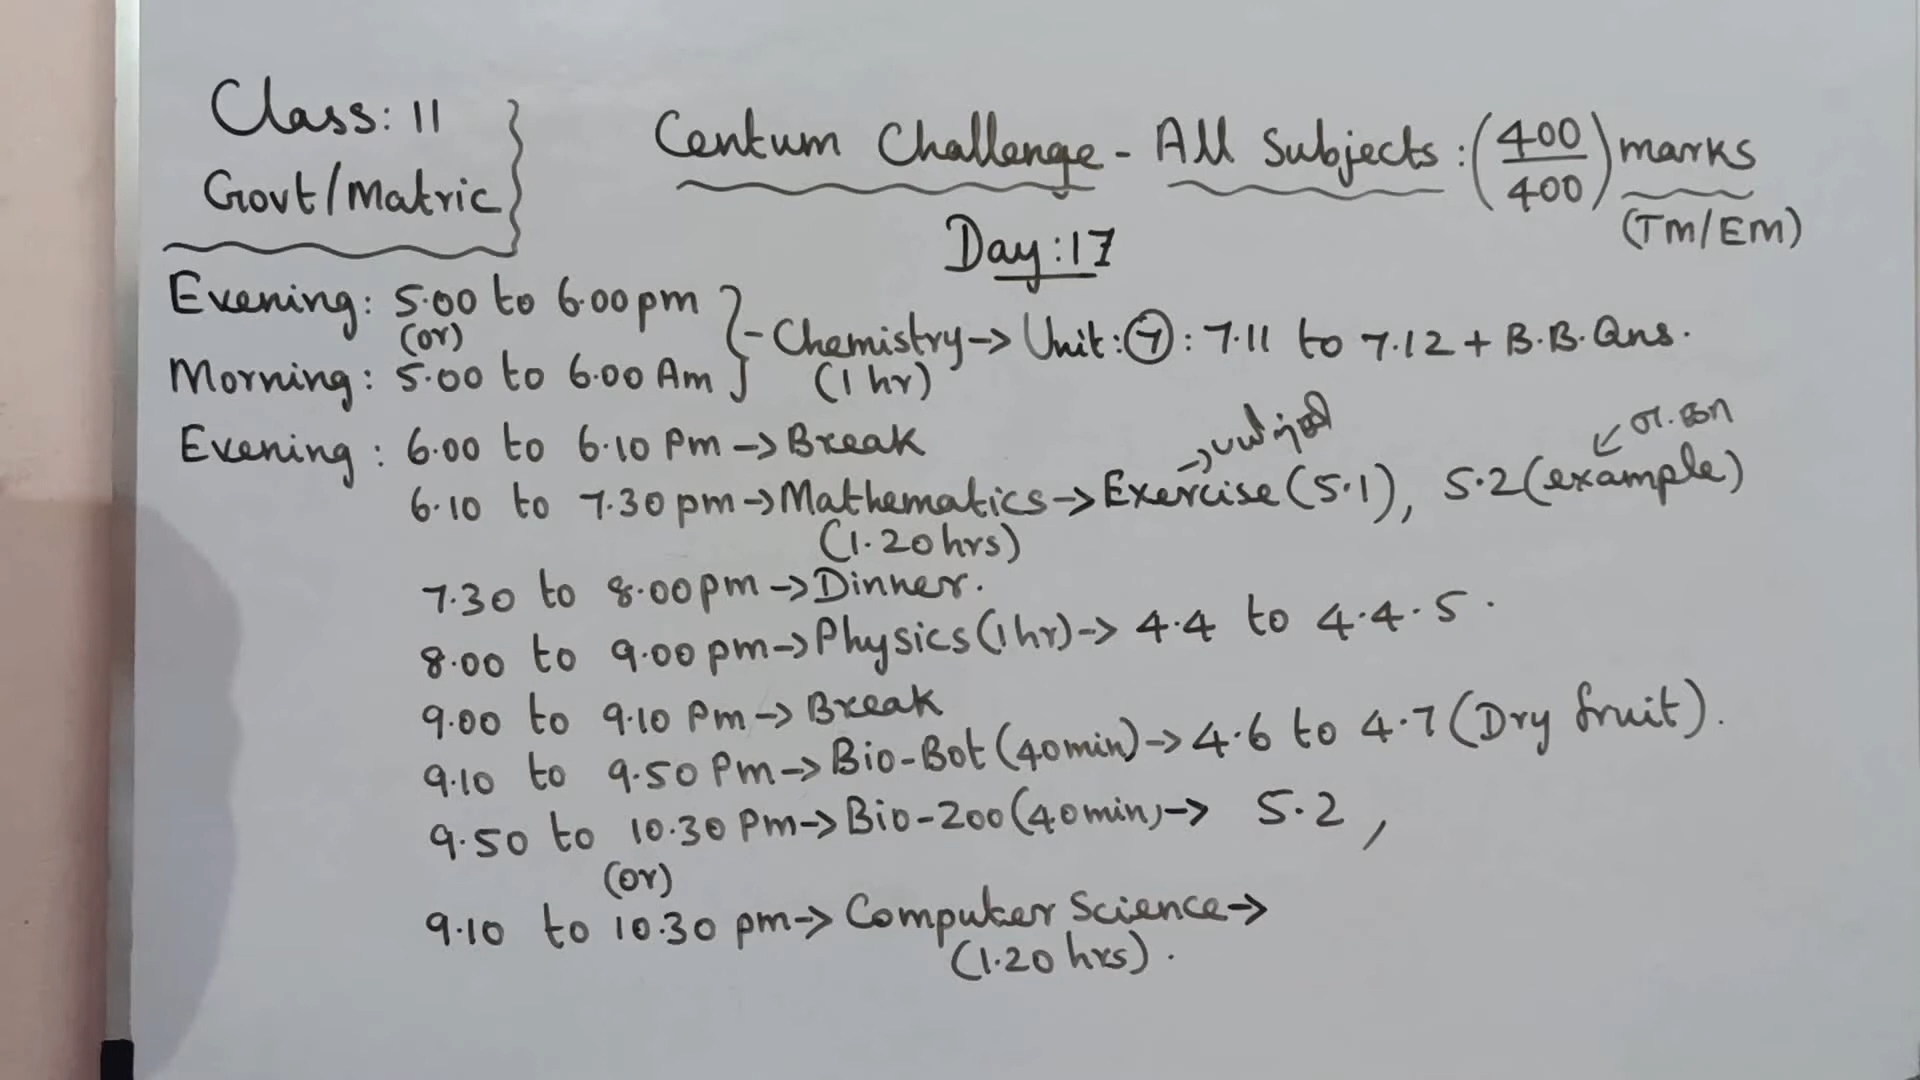 Class: 11
Govt/Matric
Centum Challenge - All Subjects : (400/400) marks
(TM/EM)
Day: 17
Evening: 5.00 to 6.00 pm
(or)
Morning: 5.00 to 6.00 Am
- Chemistry -> Unit: 7 : 7.11 to 7.12 + B.B. Qns.
(1 hr)
Evening : 6.00 to 6.10 Pm -> Break
-> பயிற்சி
எ.கா
6.10 to 7.30 pm -> Mathematics -> Exercise (5.1), 5.2 (example)
(1.20 hrs)
7.30 to 8.00 pm -> Dinner.
8.00 to 9.00 pm -> Physics (1 hr) -> 4.4 to 4.4.5.
9.00 to 9.10 Pm -> Break
9.10 to 9.50 Pm -> Bio-Bot (40 min) -> 4.6 to 4.7 (Dry fruit).
9.50 to 10.30 Pm -> Bio-Zoo (40 min) -> 5.2 ,
(or)
9.10 to 10.30 pm -> Computer Science ->
(1.20 hrs).